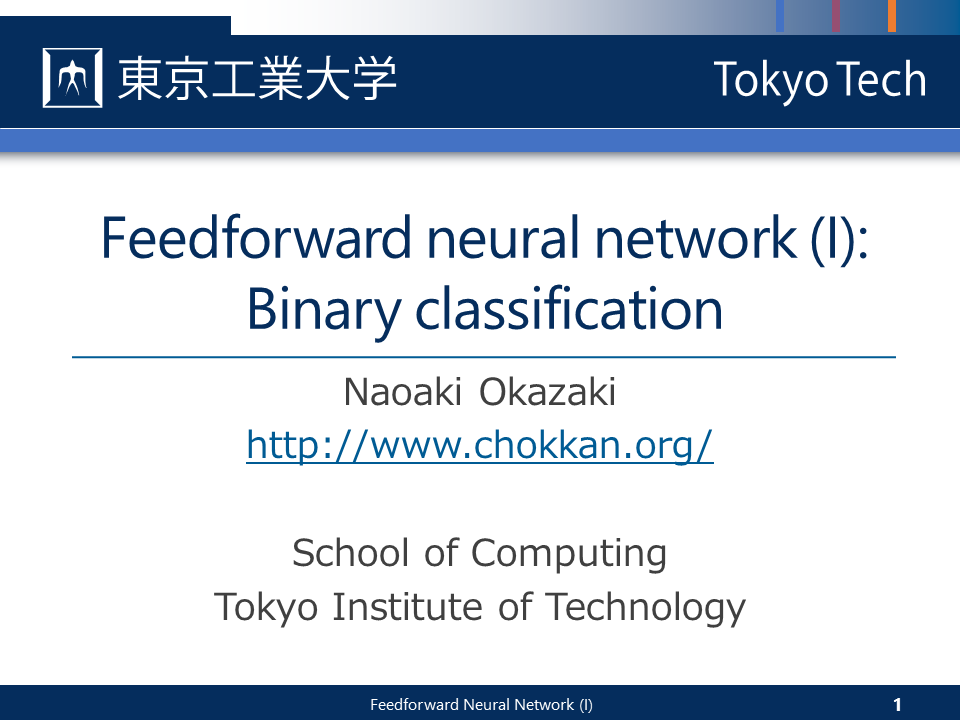 東京工業大学
Tokyo Tech
Feedforward neural network (I):
Binary classification
Naoaki Okazaki
http://www.chokkan.org/
School of Computing
Tokyo Institute of Technology
Feedforward Neural Network (I)
1